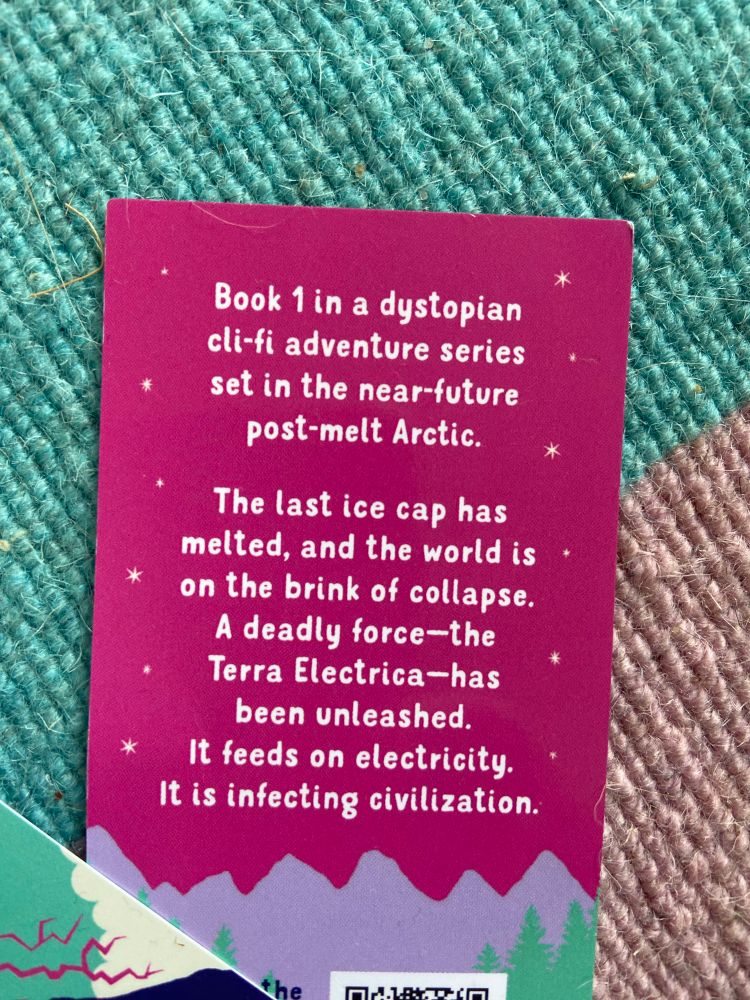 Book 1 in a dystopian
cli-fi adventure series
set in the near-future
post-melt Arctic.
The last ice cap has
melted, and the world is
on the brink of collapse.
A deadly force—the
Terra Electrica—has
been unleashed.
It feeds on electricity.
It is infecting civilization.
the